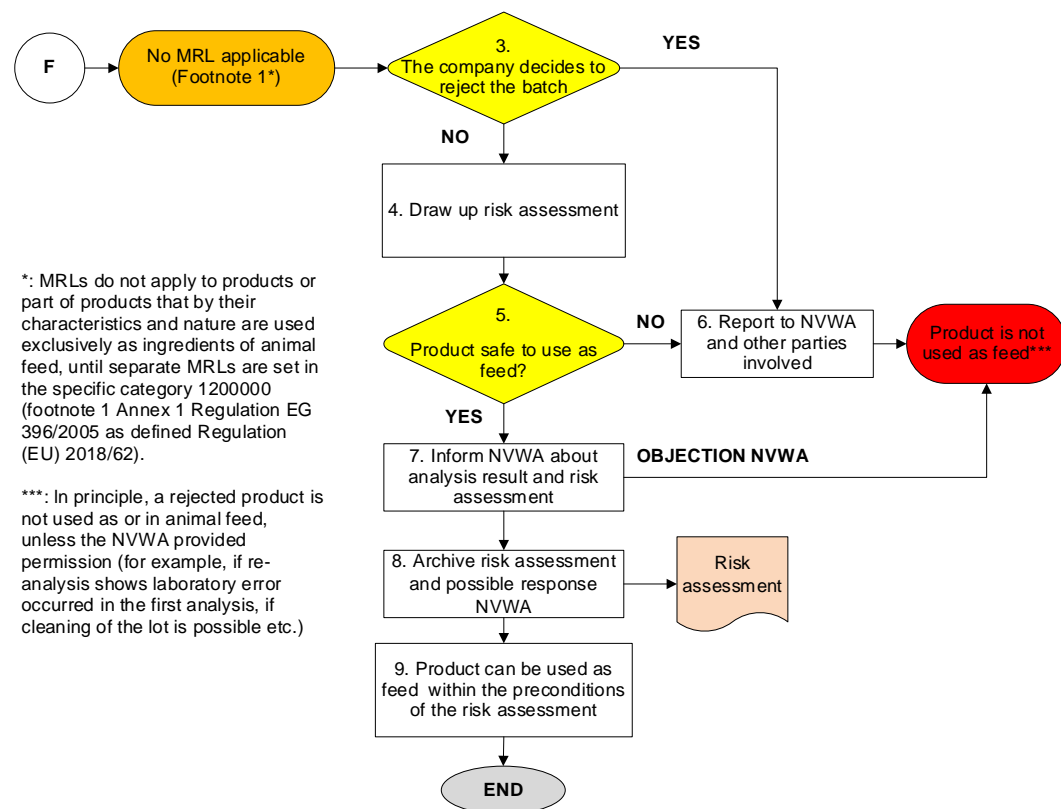 F
No MRL applicable
(Footnote 1*)
3.
The company decides to
reject the batch
YES
NO
4. Draw up risk assessment
*: MRLs do not apply to products or
part of products that by their
characteristics and nature are used
exclusively as ingredients of animal
feed, until separate MRLs are set in
the specific category 1200000
(footnote 1 Annex 1 Regulation EG
396/2005 as defined Regulation
(EU) 2018/62).
5.
Product safe to use as
feed?
NO
6. Report to NVWA
and other parties
involved
Product is not
used as feed***
YES
7. Inform NVWA about
analysis result and risk
assessment
OBJECTION NVWA
***: In principle, a rejected product is
not used as or in animal feed,
unless the NVWA provided
permission (for example, if re-
analysis shows laboratory error
occurred in the first analysis, if
cleaning of the lot is possible etc.)
8. Archive risk assessment
and possible response
NVWA
Risk
assessment
9. Product can be used as
feed within the preconditions
of the risk assessment
END